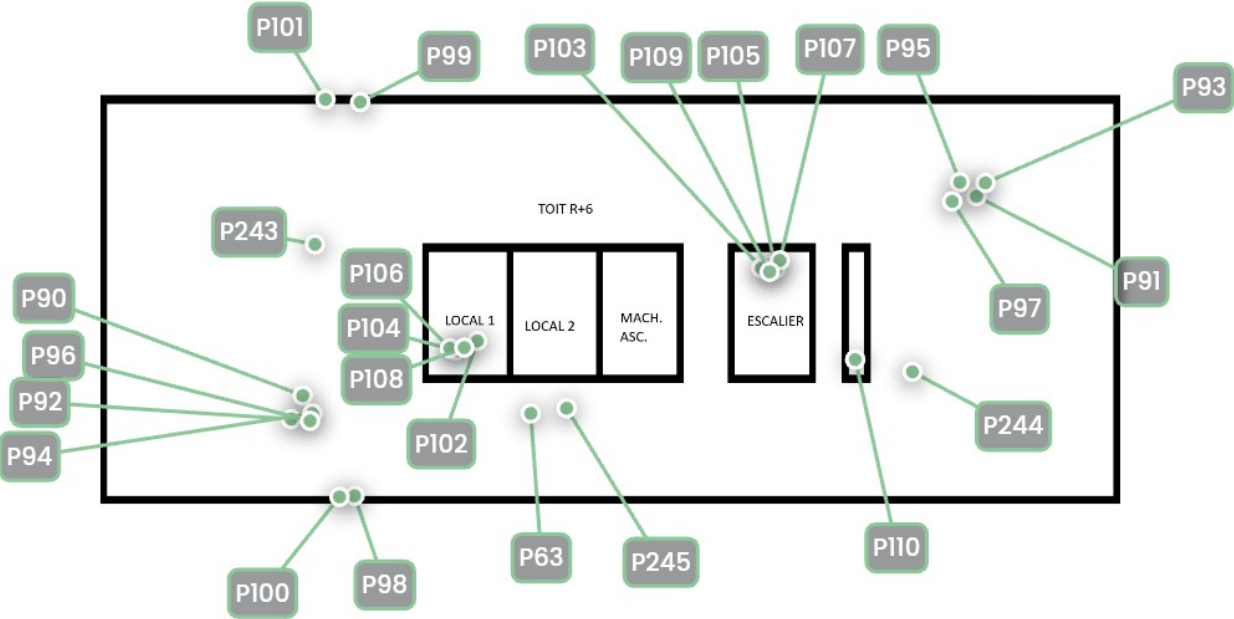 P101
P99
P103
P109
P105
P107
P95
P93
TOIT R+6
P243
P106
P91
P90
P104
LOCAL 1
LOCAL 2
MACH.
ASC.
ESCALIER
P97
P96
P108
P92
P102
P244
P94
P63
P245
P110
P100
P98